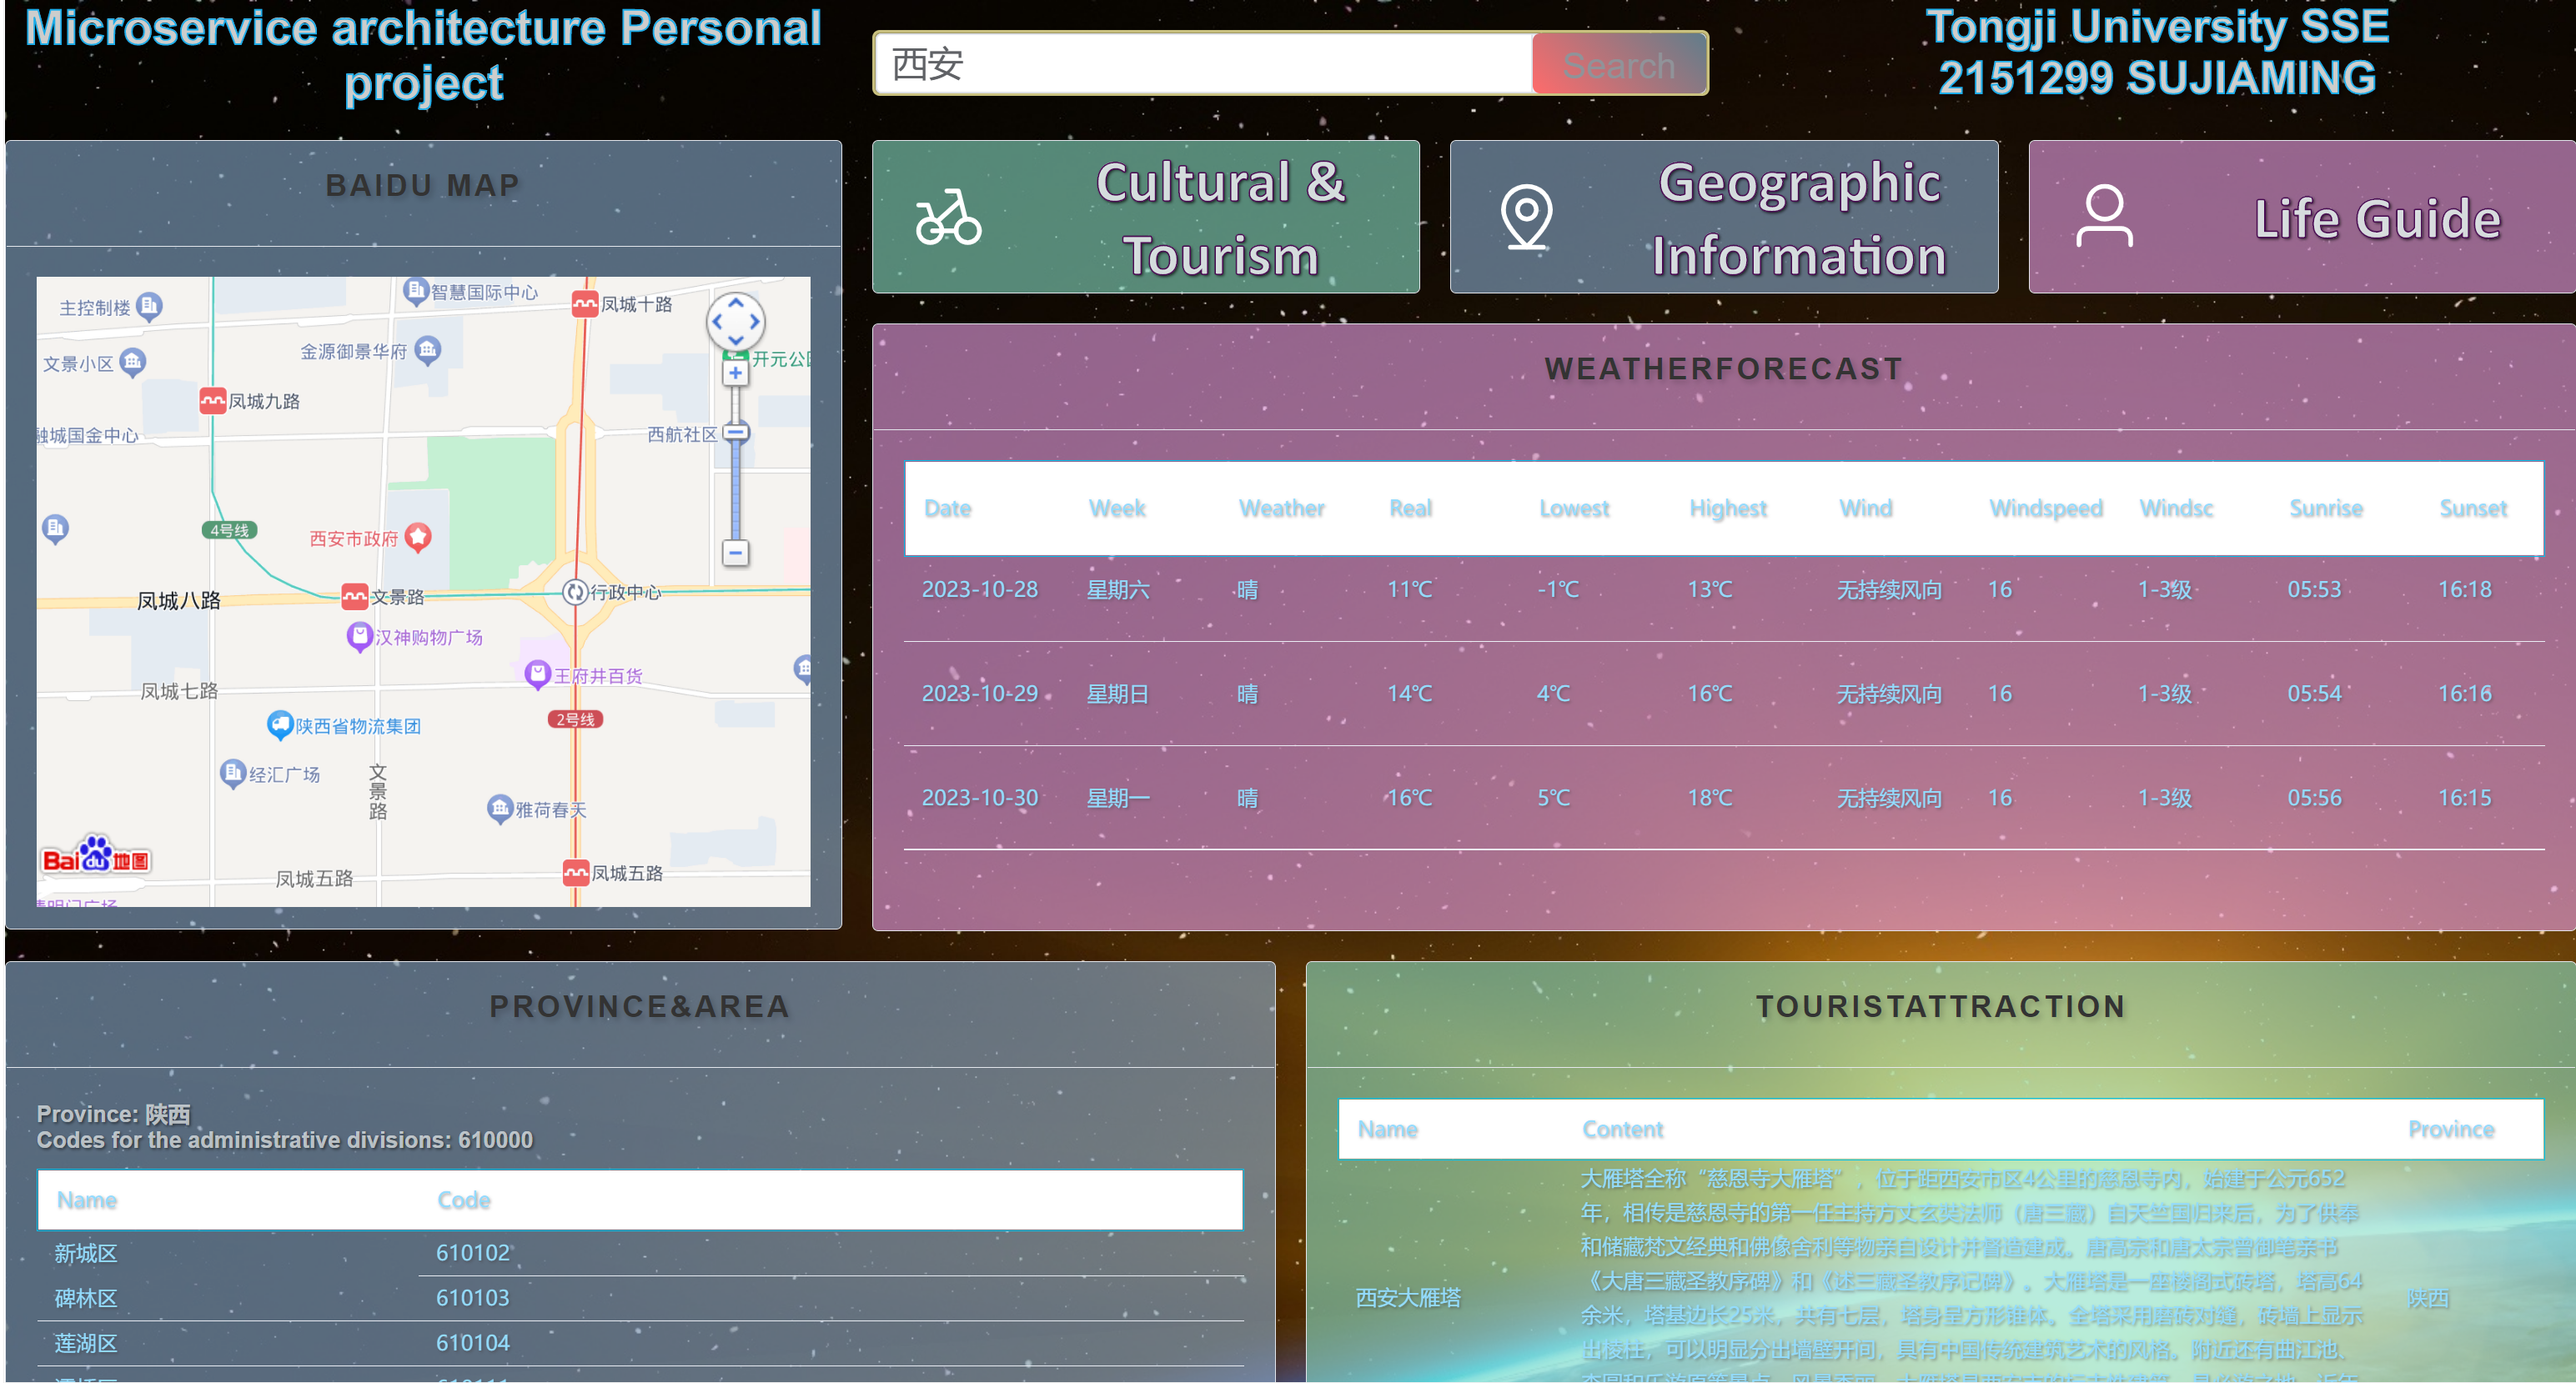 Microservice architecture Personal
project
西安
Search
Tongji University SSE
2151299 SUJIAMING
BAIDU MAP
Cultural &
Tourism
Geographic
Information
Life Guide
主控制楼
智慧国际中心
凤城十路
文景小区
金源御景华府
开元公
凤城九路
融城国金中心
西航社区
4号线
西安市政府
凤城八路
文景路
行政中心
汉神购物广场
王府井百货
凤城七路
2号线
陕西省物流集团
经汇广场
文景路
雅荷春天
Bai du 地图
凤城五路
凤城五路
WEATHERFORECAST
Date Week Weather Real Lowest Highest Wind Windspeed Windsc Sunrise Sunset
2023-10-28 星期六 晴 11℃ -1℃ 13℃ 无持续风向 16 1-3级 05:53 16:18
2023-10-29 星期日 晴 14℃ 4℃ 16℃ 无持续风向 16 1-3级 05:54 16:16
2023-10-30 星期一 晴 16℃ 5℃ 18℃ 无持续风向 16 1-3级 05:56 16:15
PROVINCE&AREA
Province: 陕西
Codes for the administrative divisions: 610000
Name Code
新城区 610102
碑林区 610103
莲湖区 610104
TOURISTATTRACTION
Name Content Province
大雁塔全称“慈恩寺大雁塔”，位于距西安市区4公里的慈恩寺内，始建于公元652
年，相传是慈恩寺的第一任主持方丈玄奘法师（唐三藏）自天竺国归来后，为了供奉
和储藏梵文经典和佛像舍利等物亲自设计并督造建成。唐高宗和唐太宗曾御笔亲书
《大唐三藏圣教序碑》和《述三藏圣教序记碑》。大雁塔是一座楼阁式砖塔，塔高64
西安大雁塔
陕西
余米，塔基边长25米，共有七层，塔身呈方形锥体。全塔采用磨砖对缝，砖墙上显示
出棱柱，可以明显分出墙壁开间，具有中国传统建筑艺术的风格。附近还有曲江池、